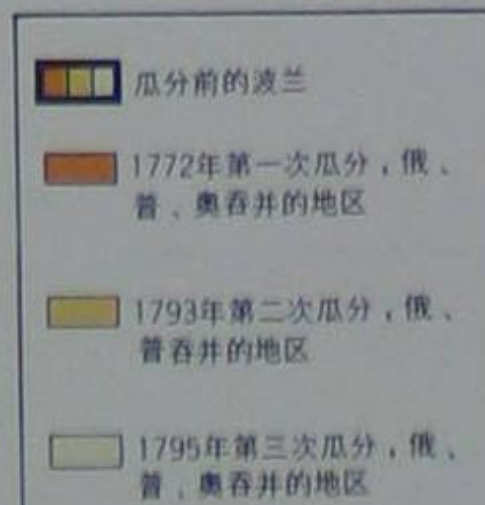 瓜分前的波兰
1772年第一次瓜分，俄、
普、奥吞并的地区
1793年第二次瓜分，俄、
普吞并的地区
1795年第三次瓜分，俄、
普、奥吞并的地区